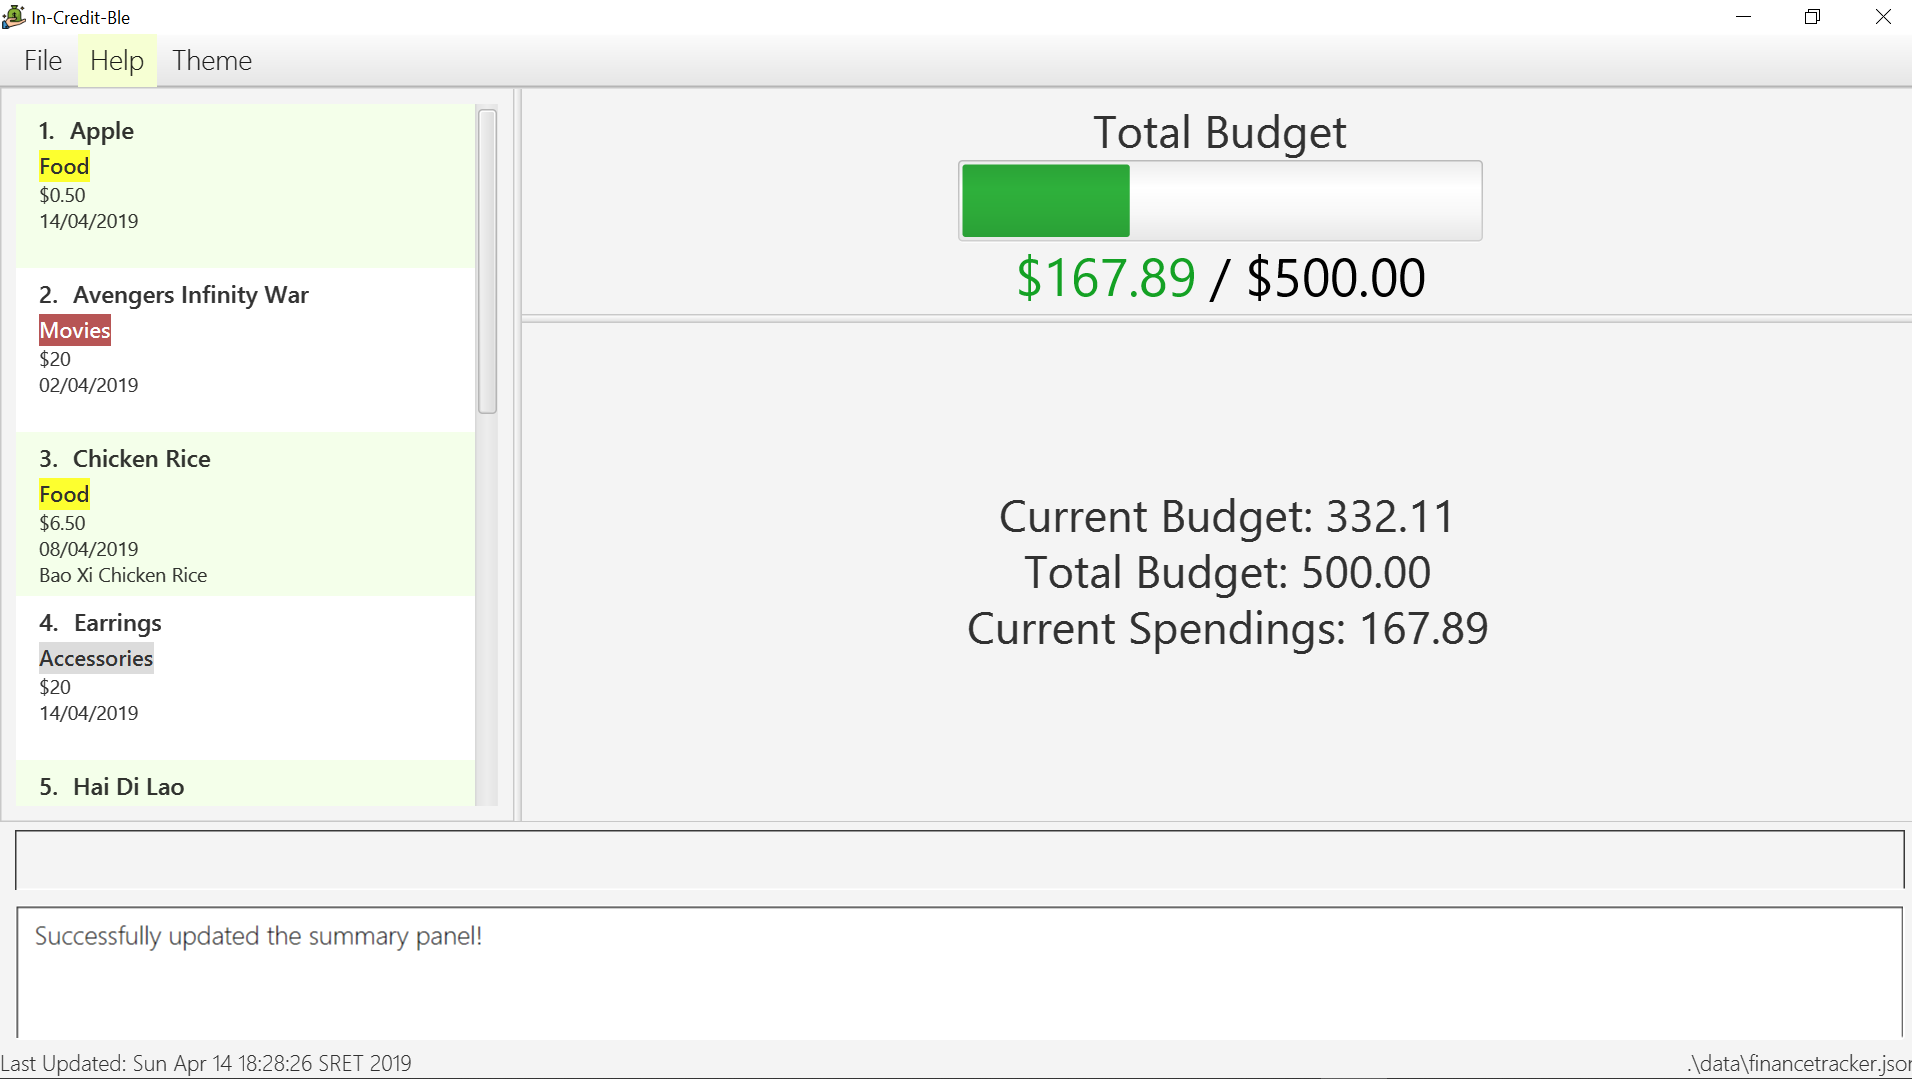 In-Credit-Ble
File Help Theme
1. Apple
Food
$0.50
14/04/2019
2. Avengers Infinity War
Movies
$20
02/04/2019
3. Chicken Rice
Food
$6.50
08/04/2019
Bao Xi Chicken Rice
4. Earrings
Accessories
$20
14/04/2019
5. Hai Di Lao
Total Budget
$167.89 / $500.00
Current Budget: 332.11
Total Budget: 500.00
Current Spendings: 167.89
Successfully updated the summary panel!
Last Updated: Sun Apr 14 18:28:26 SRET 2019
.\data\financetracker.json